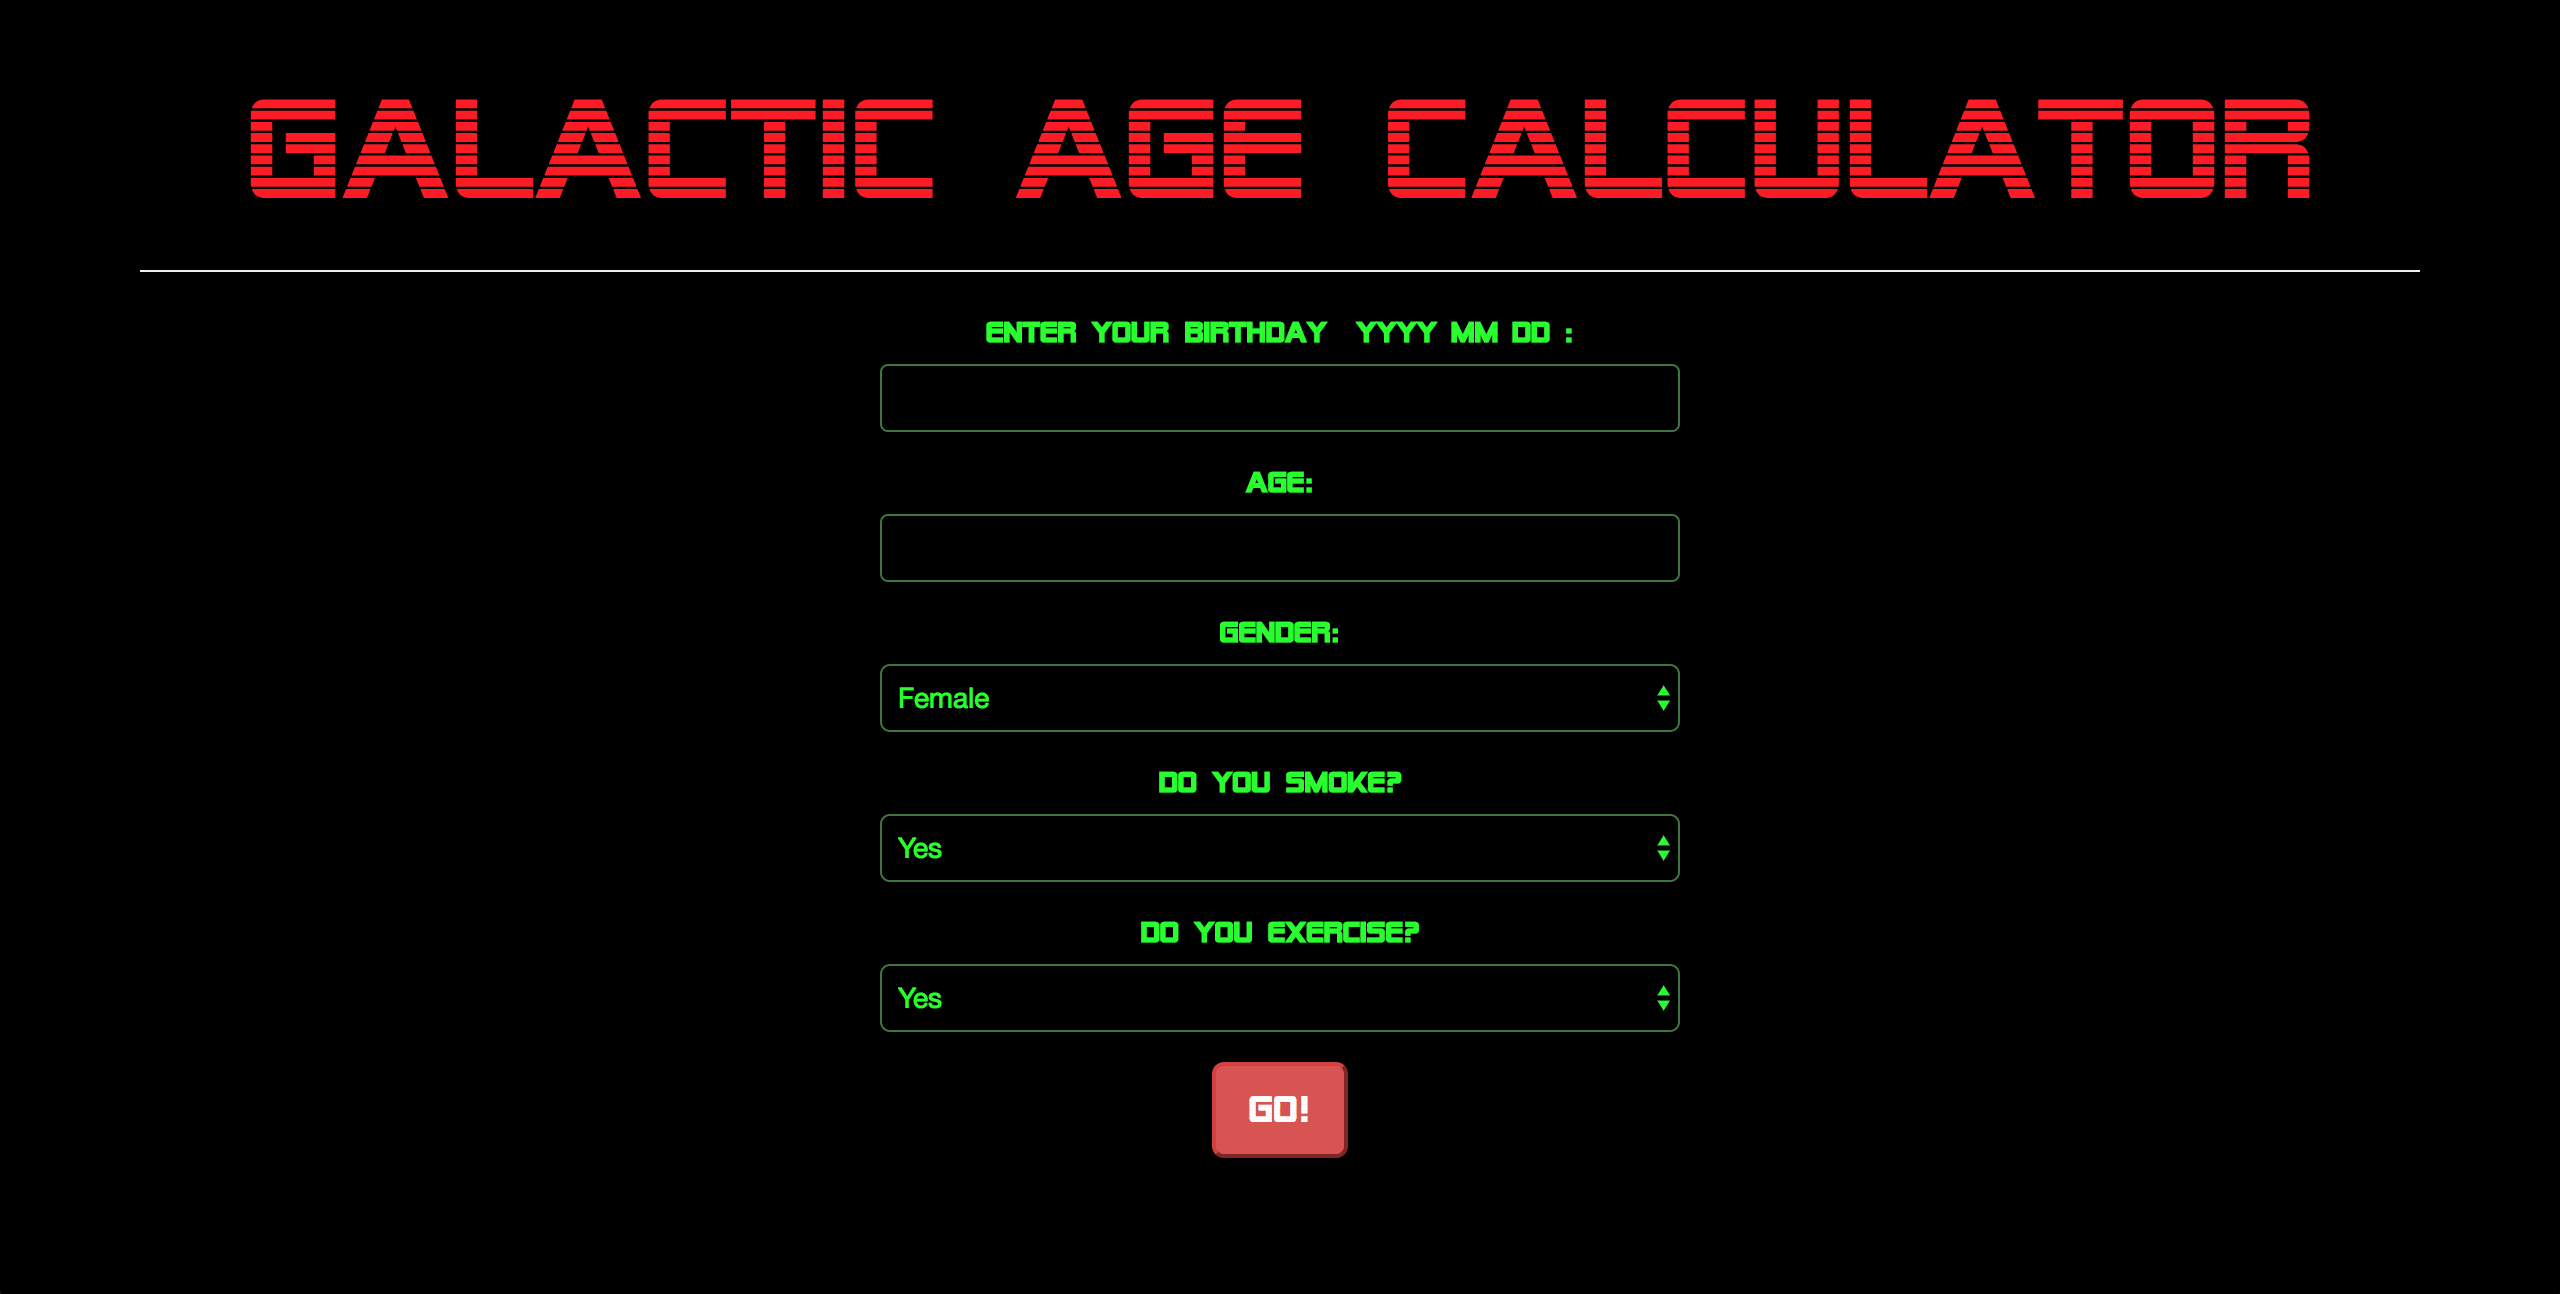 GALACTIC AGE CALCULATOR
ENTER YOUR BIRTHDAY YYYY MM DD :
AGE:
GENDER:
Female
DO YOU SMOKE?
Yes
DO YOU EXERCISE?
Yes
GO!